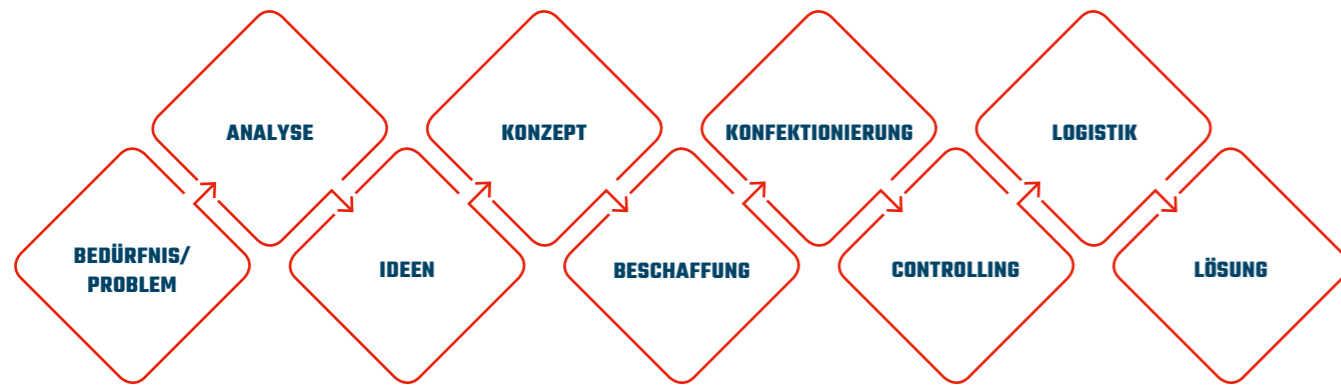 BEDÜRFNIS/
PROBLEM
ANALYSE
IDEEN
KONZEPT
BESCHAFFUNG
KONFEKTIONIERUNG
CONTROLLING
LOGISTIK
LÖSUNG